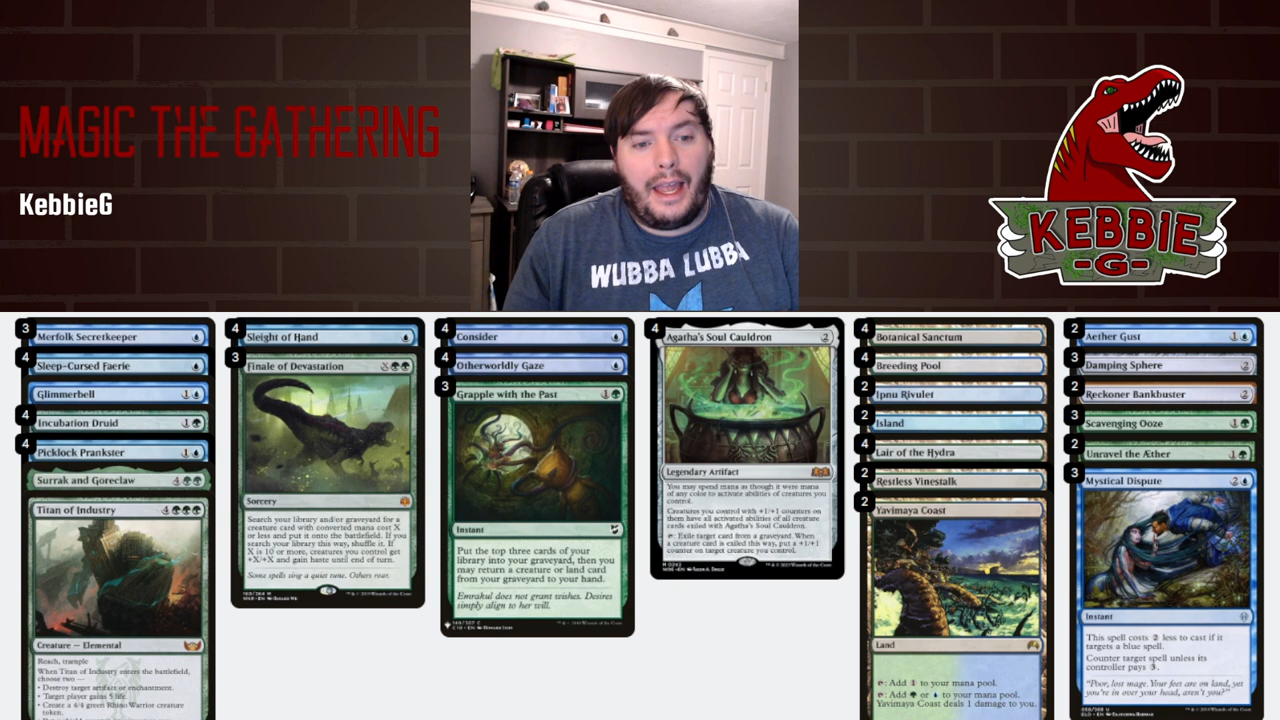 MAGIC THE GATHERING
KebbieG
WUBBA LUBBA
KEBBIE
-G-
3
Merfolk Secretkeeper
4
Sleep-Cursed Faerie
Glimmerbell
1
4
Incubation Druid
1
4
Picklock Prankster
1
Surrak and Goreclaw
4
Titan of Industry
4
Creature — Elemental
Reach, trample
When Titan of Industry enters the battlefield,
choose two —
• Destroy target artifact or enchantment.
• Target player gains 5 life.
• Create a 4/4 green Rhino Warrior creature
token.
4
Sleight of Hand
3
Finale of Devastation
X
Sorcery
Search your library and/or graveyard for a
creature card with converted mana cost X
or less and put it onto the battlefield. If you
search your library this way, shuffle it. If
X is 10 or more, creatures you control get
+X/+X and gain haste until end of turn.
Some spells sing a quiet tune. Others roar.
4
Consider
4
Otherworldly Gaze
3
Grapple with the Past
1
Instant
Put the top three cards of your
library into your graveyard, then you
may return a creature or land card
from your graveyard to your hand.
Emrakul does not grant wishes. Desires
simply align to her will.
4
Agatha's Soul Cauldron
2
Legendary Artifact
You may spend mana as though it were mana
of any color to activate abilities of creatures you
control.
Creatures you control with +1/+1 counters on
them have all activated abilities of all creature
cards exiled with Agatha's Soul Cauldron.
: Exile target card from a graveyard. When
a creature card is exiled this way, put a +1/+1
counter on target creature you control.
4
Botanical Sanctum
4
Breeding Pool
2
Ipnu Rivulet
2
Island
4
Lair of the Hydra
2
Restless Vinestalk
2
Yavimaya Coast
Land
: Add 1 to your mana pool.
: Add or to your mana pool.
Yavimaya Coast deals 1 damage to you.
2
Aether Gust
1
3
Damping Sphere
2
2
Reckoner Bankbuster
2
3
Scavenging Ooze
1
2
Unravel the Æther
1
3
Mystical Dispute
2
Instant
This spell costs 2 less to cast if it
targets a blue spell.
Counter target spell unless its
controller pays 3.
"Poor, lost mage. Your feet are on land, yet
you're in over your head, aren't you?"